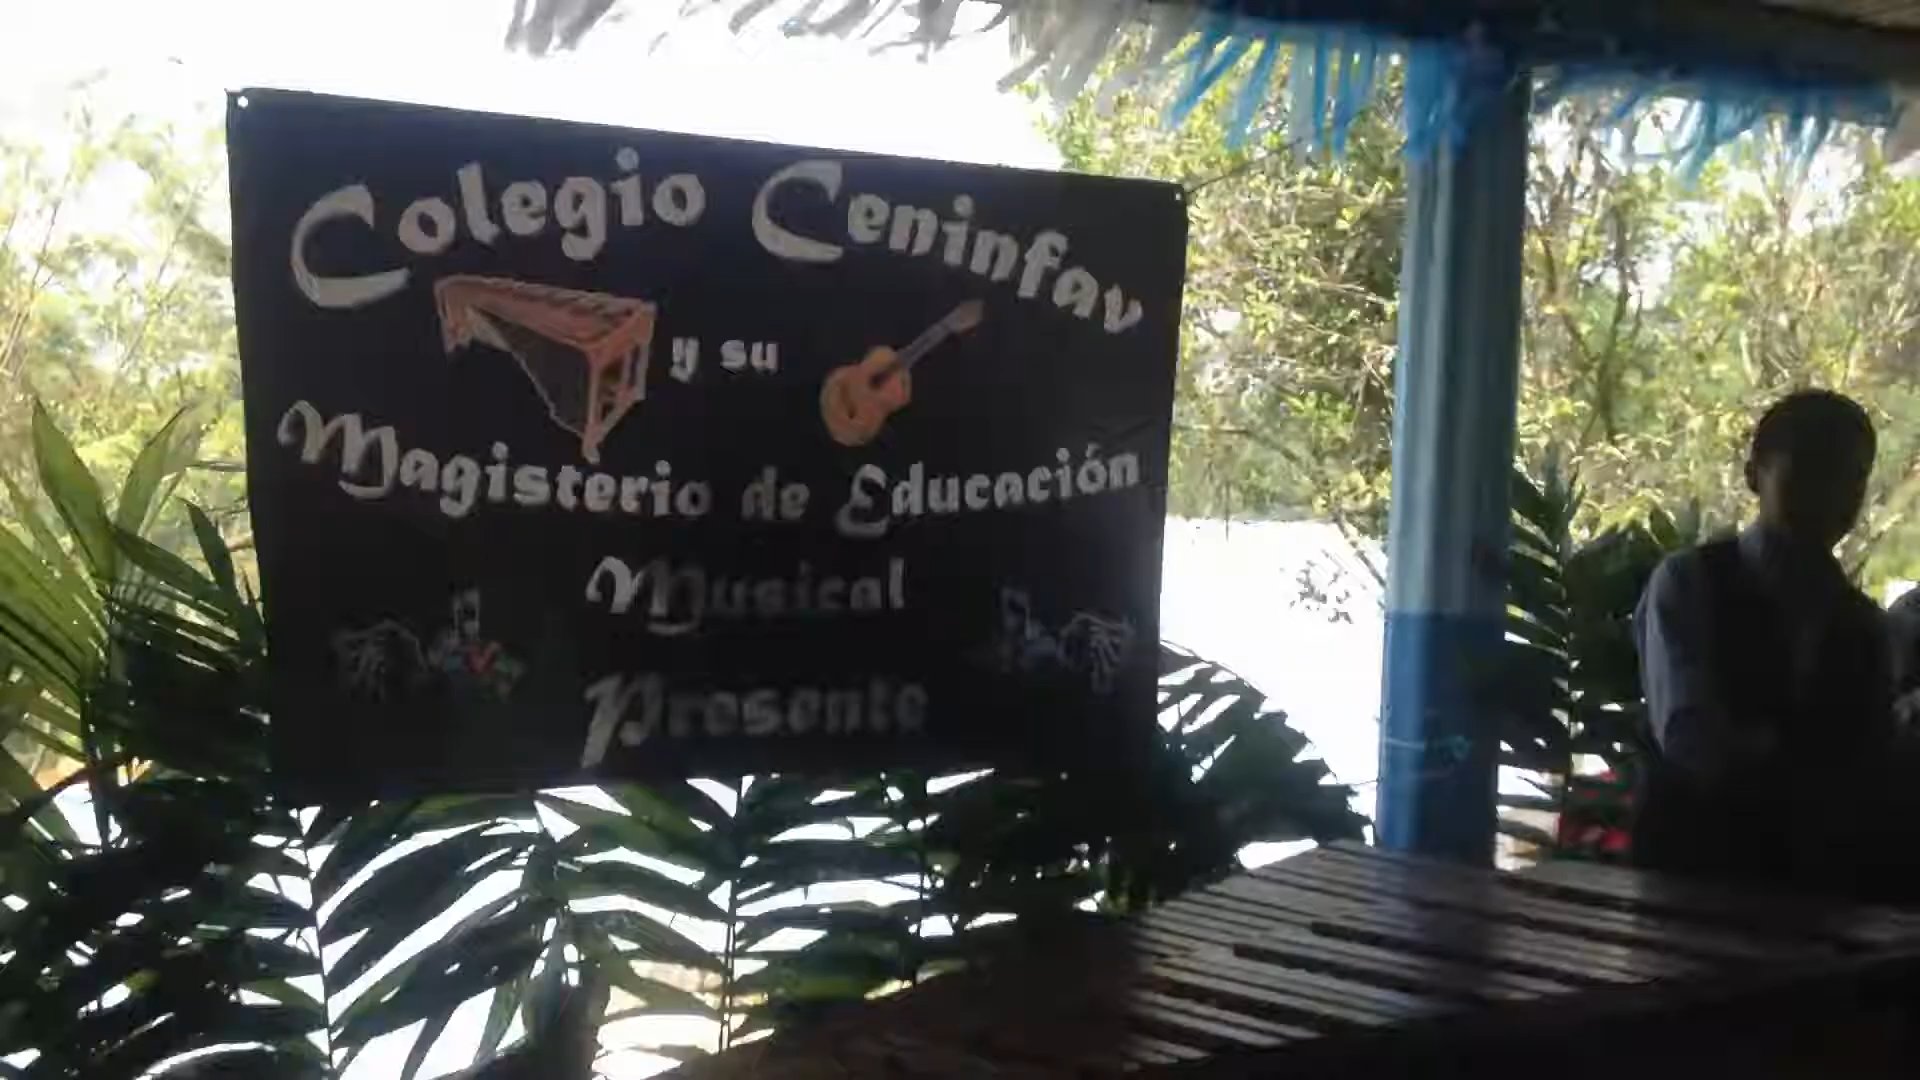 Colegio Ceninfav
y su
Magisterio de Educación
Musical
Presente